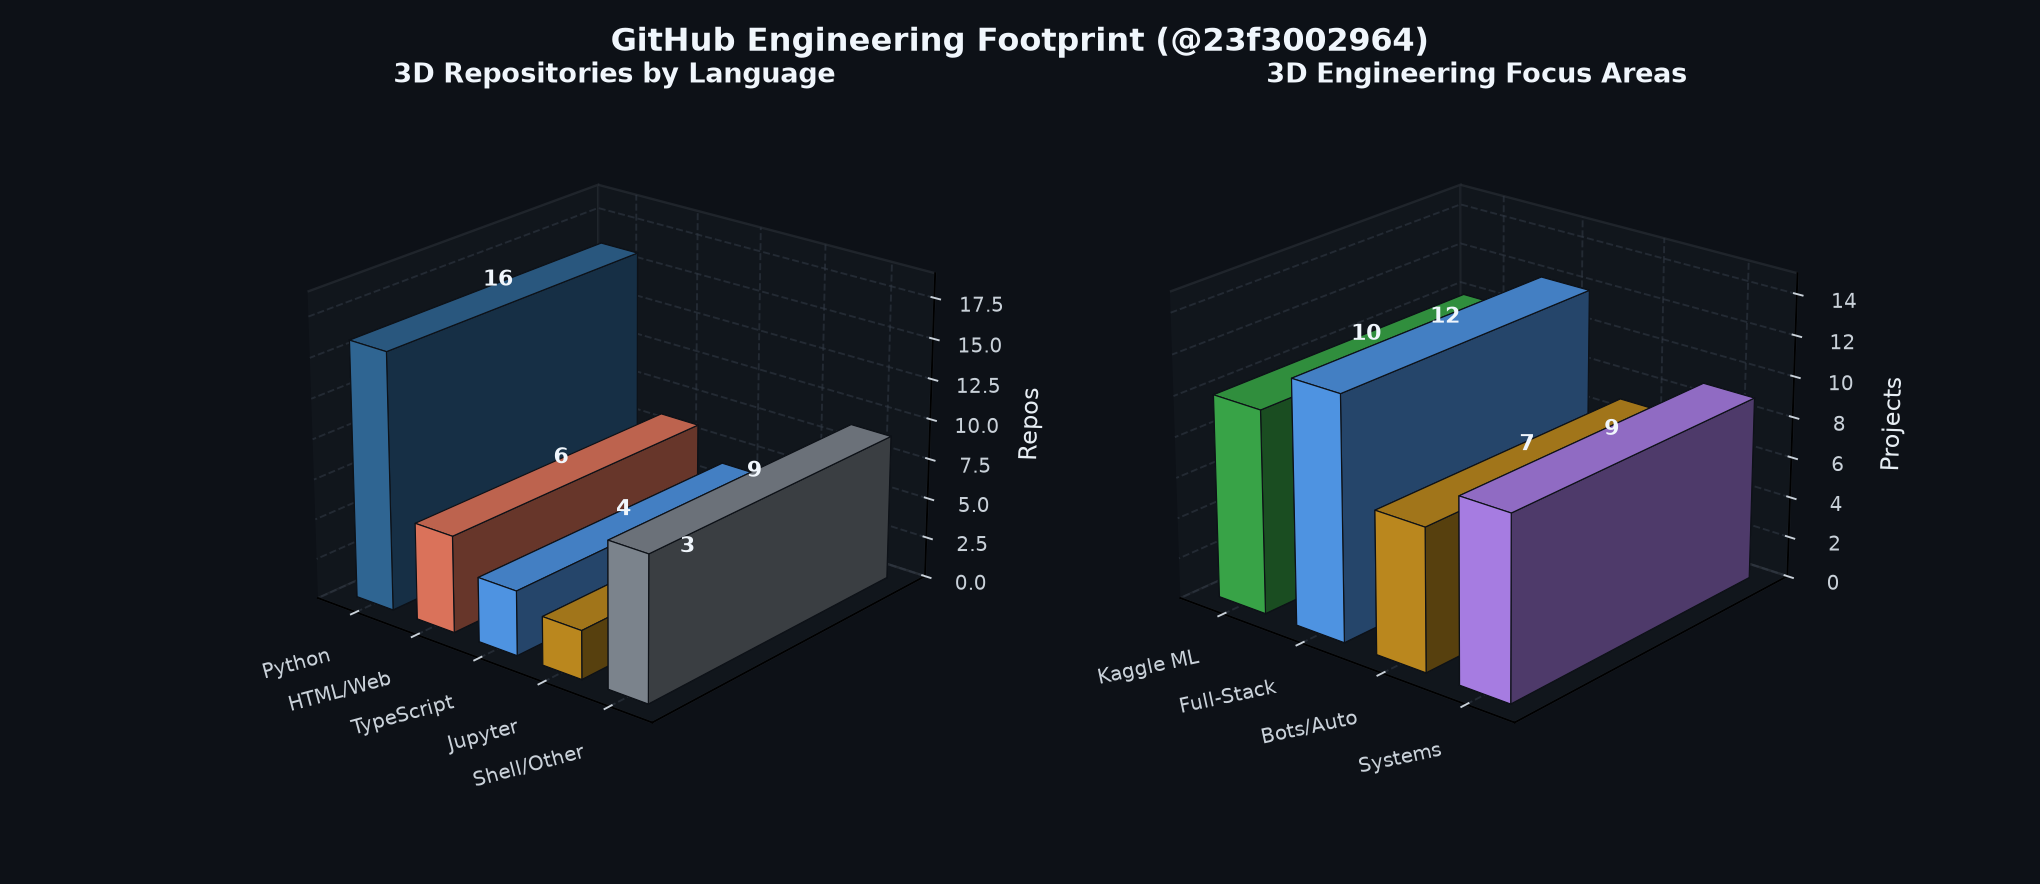 GitHub Engineering Footprint (@23f3002964)
3D Repositories by Language
16
6
4
9
3
17.5
15.0
12.5
10.0
7.5
5.0
2.5
0.0
Repos
Python
HTML/Web
TypeScript
Jupyter
Shell/Other
3D Engineering Focus Areas
10
12
7
9
14
12
10
8
6
4
2
0
Projects
Kaggle ML
Full-Stack
Bots/Auto
Systems